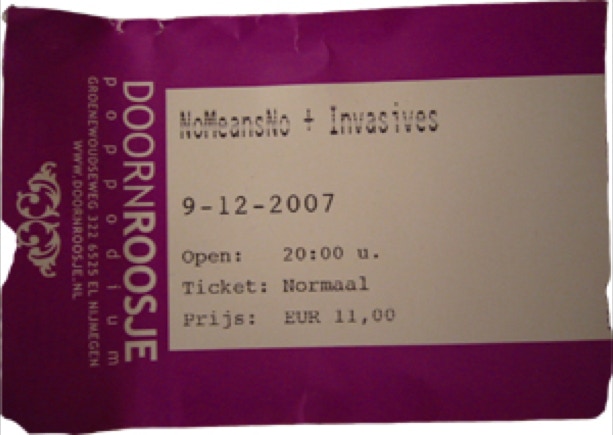 DOORNROOSJE
poppodium
GROENEWOUDSEWEG 322 6525 EL NIJMEGEN
WWW.DOORNROOSJE.NL
NoMeansNo + Invasives
9-12-2007
Open: 20:00 u.
Ticket: Normaal
Prijs: EUR 11,00